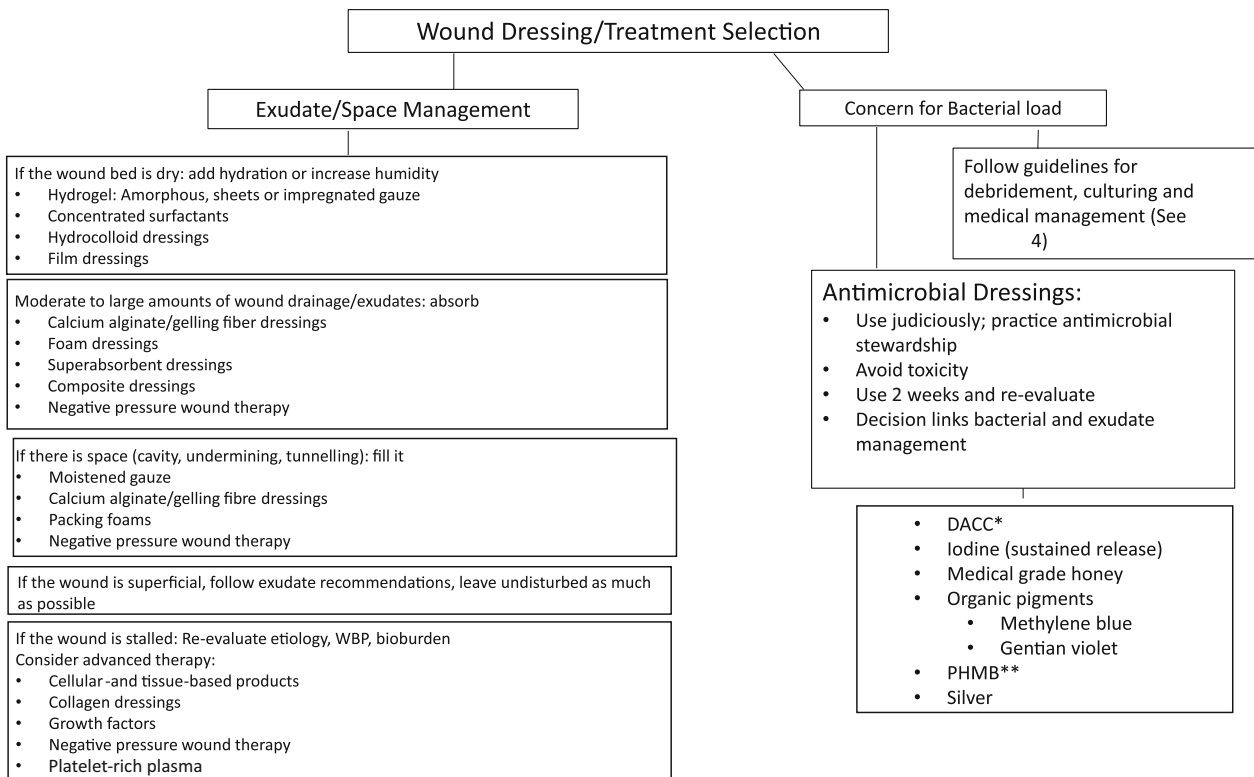 Wound Dressing/Treatment Selection
Exudate/Space Management
If the wound bed is dry: add hydration or increase humidity
• Hydrogel: Amorphous, sheets or impregnated gauze
• Concentrated surfactants
• Hydrocolloid dressings
• Film dressings
Moderate to large amounts of wound drainage/exudates: absorb
• Calcium alginate/gelling fiber dressings
• Foam dressings
• Superabsorbent dressings
• Composite dressings
• Negative pressure wound therapy
If there is space (cavity, undermining, tunnelling): fill it
• Moistened gauze
• Calcium alginate/gelling fibre dressings
• Packing foams
• Negative pressure wound therapy
If the wound is superficial, follow exudate recommendations, leave undisturbed as much
as possible
If the wound is stalled: Re-evaluate etiology, WBP, bioburden
Consider advanced therapy:
• Cellular-and tissue-based products
• Collagen dressings
• Growth factors
• Negative pressure wound therapy
• Platelet-rich plasma
Concern for Bacterial load
Follow guidelines for
debridement, culturing and
medical management (See
4)
Antimicrobial Dressings:
• Use judiciously; practice antimicrobial
stewardship
• Avoid toxicity
• Use 2 weeks and re-evaluate
• Decision links bacterial and exudate
management
• DACC*
• Iodine (sustained release)
• Medical grade honey
• Organic pigments
• Methylene blue
• Gentian violet
• PHMB**
• Silver